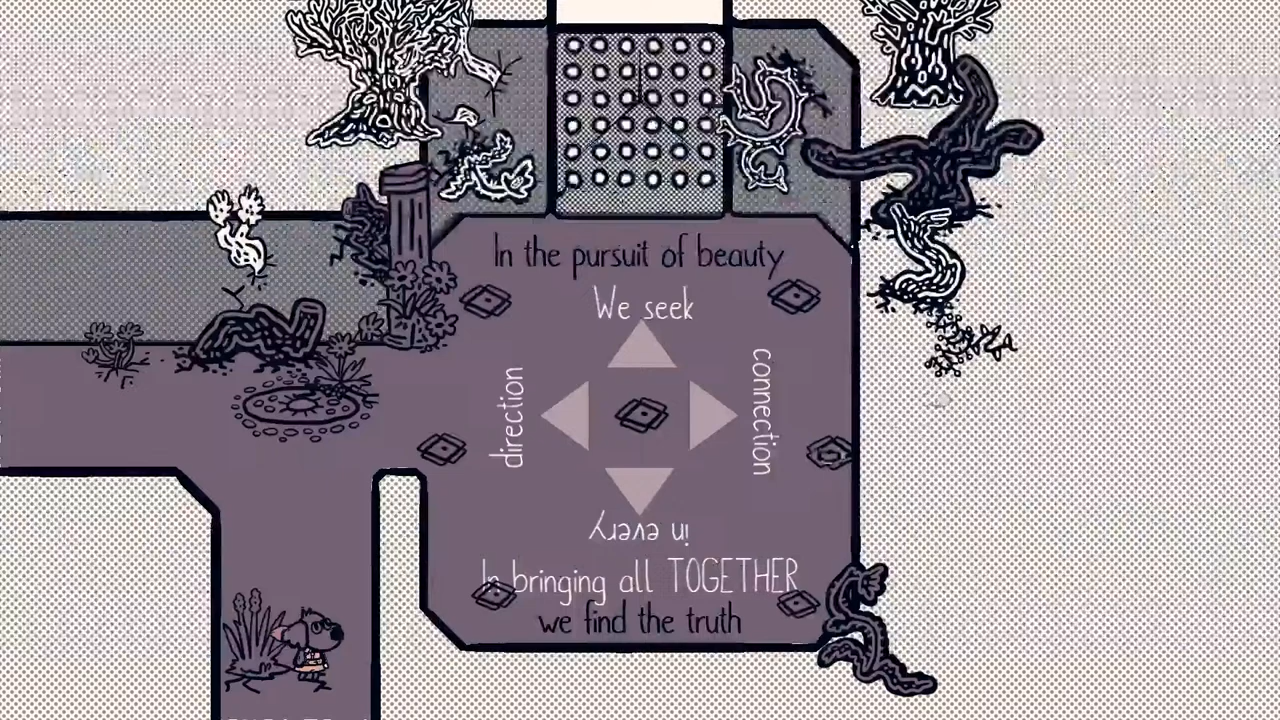 In the pursuit of beauty
We seek
connection
in every
direction
In bringing all TOGETHER
we find the truth